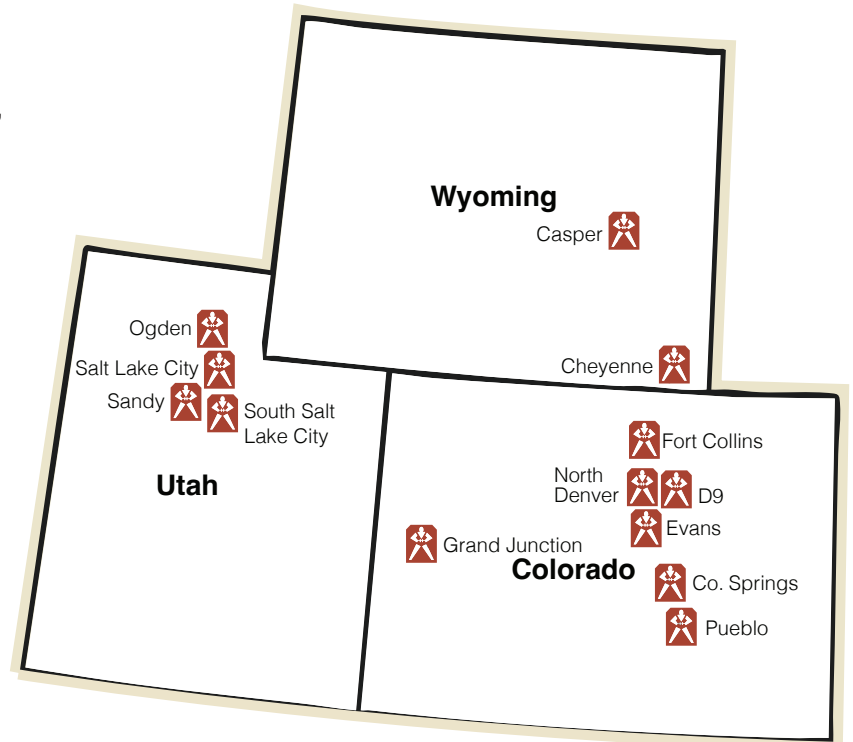 Wyoming
Casper
Cheyenne
Ogden
Salt Lake City
Sandy
South Salt
Lake City
Utah
Fort Collins
North
Denver
D9
Evans
Grand Junction
Colorado
Co. Springs
Pueblo